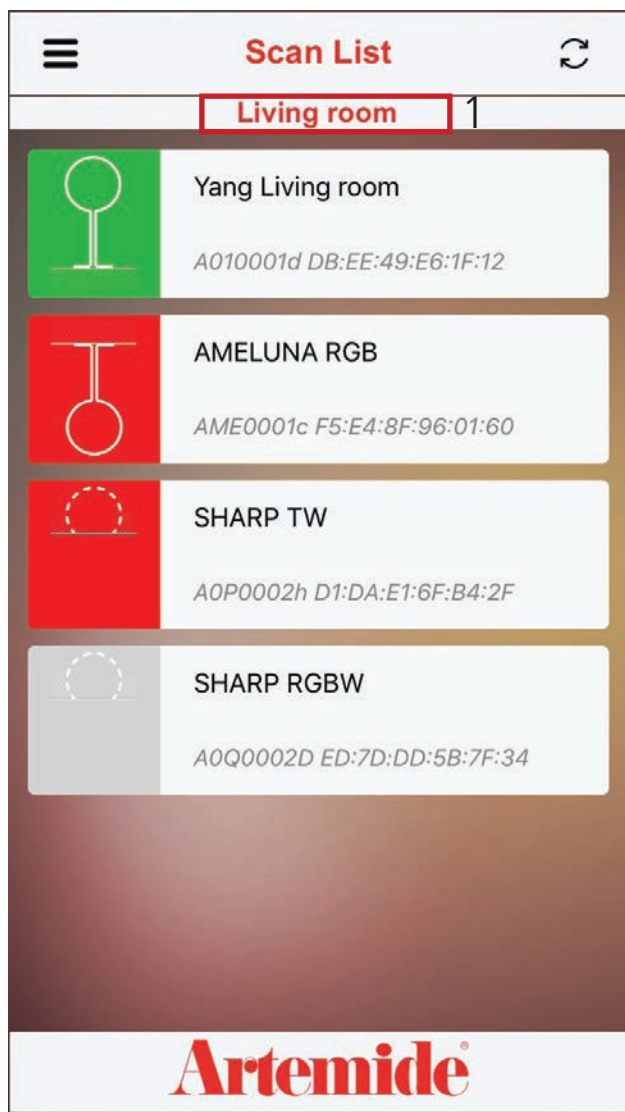 Scan List
Living room 1
Yang Living room
A010001d DB:EE:49:E6:1F:12
AMELUNA RGB
AME0001c F5:E4:8F:96:01:60
SHARP TW
A0P0002h D1:DA:E1:6F:B4:2F
SHARP RGBW
A0Q0002D ED:7D:DD:5B:7F:34
Artemide®